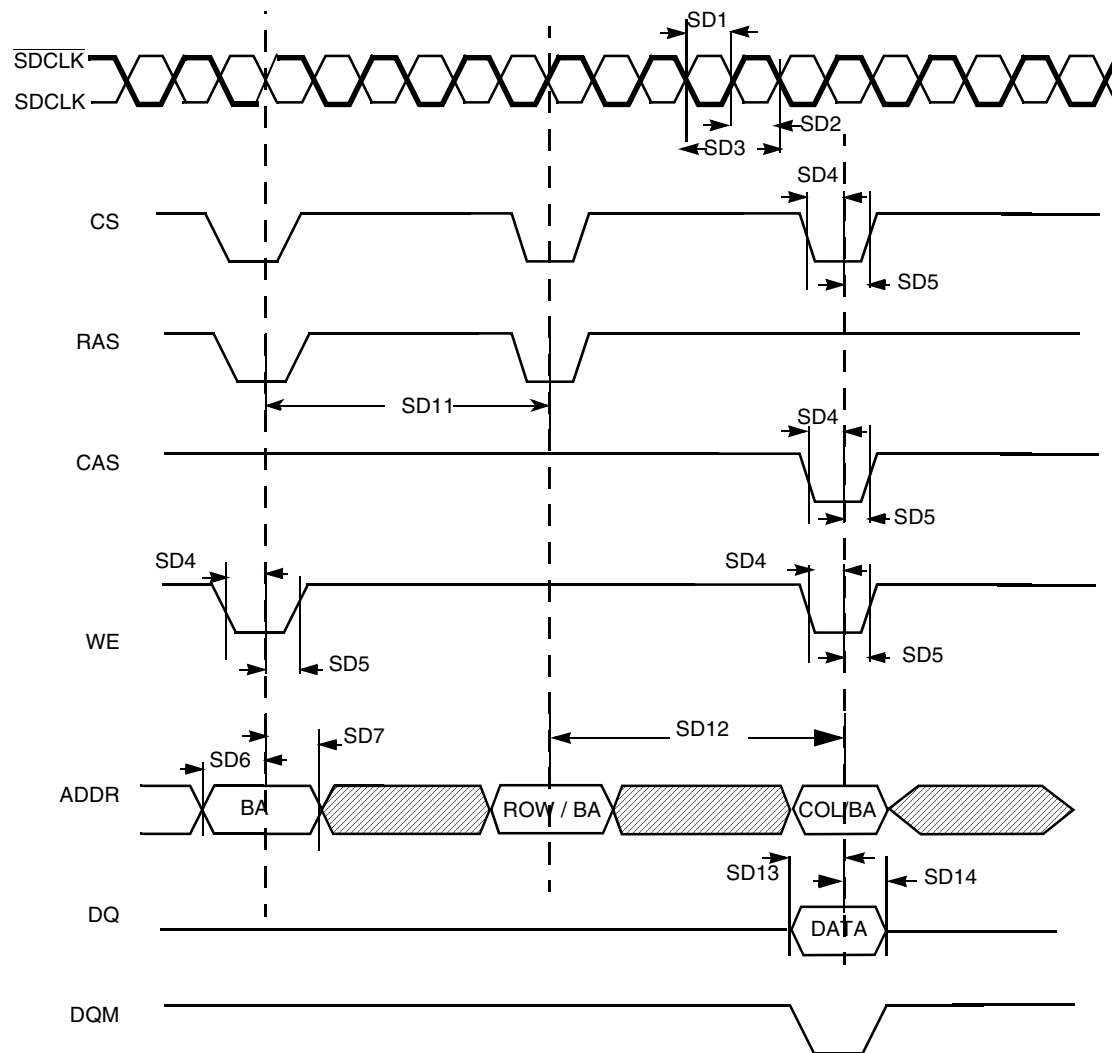 SD1
SDCLK
SDCLK
SD2
SD3
SD4
CS
SD5
RAS
SD11
SD4
CAS
SD5
SD4
SD4
WE
SD5
SD5
SD12
SD7
SD6
ADDR
BA
ROW / BA
COL/BA
SD13
SD14
DQ
DATA
DQM